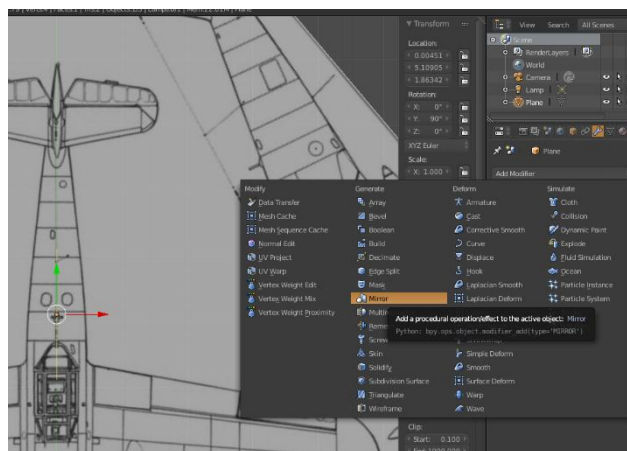 Transform
View Search All Scenes
Location:
Scene
0.00451
RenderLayers
5.10905
World
1.86342
Camera
Rotation:
Lamp
X: 0°
Plane
Y: 90°
Z: 0°
XYZ Euler
Plane
Scale:
X: 1.000
Add Modifier
Modify Generate Deform Simulate
Data Transfer Array Armature Cloth
Mesh Cache Bevel Cast Collision
Mesh Sequence Cache Boolean Corrective Smooth Dynamic Paint
Normal Edit Build Curve Explode
UV Project Decimate Displace Fluid Simulation
UV Warp Edge Split Hook Ocean
Vertex Weight Edit Mask Laplacian Smooth Particle Instance
Vertex Weight Mix Mirror Laplacian Deform Particle System
Vertex Weight Proximity
Add a procedural operation/effect to the active object: Mirror
Python: bpy.ops.object.modifier_add(type='MIRROR')
Skin Simple Deform
Solidify Smooth
Subdivision Surface Surface Deform
Triangulate Warp
Wireframe Wave
Clip:
Start: 0.100